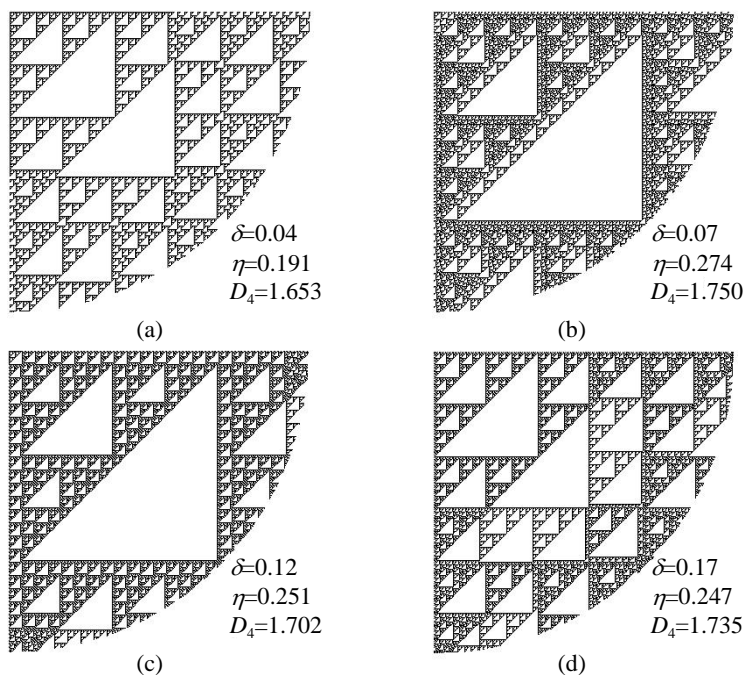 δ=0.04
η=0.191
D₄=1.653
(a)
δ=0.07
η=0.274
D₄=1.750
(b)
δ=0.12
η=0.251
D₄=1.702
(c)
δ=0.17
η=0.247
D₄=1.735
(d)